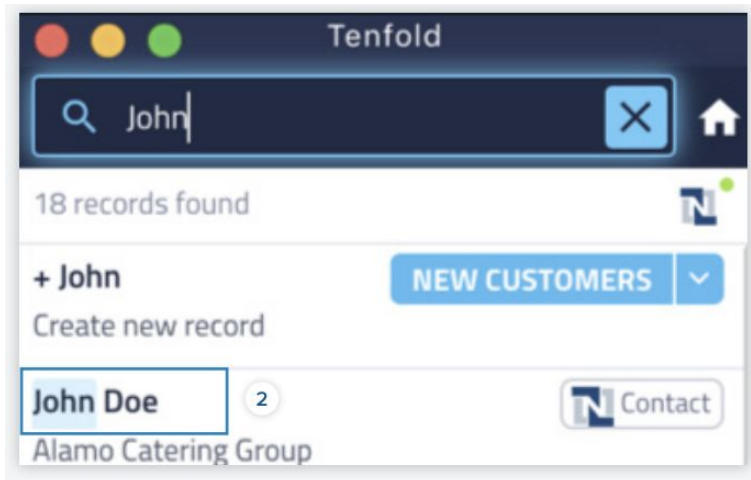 Tenfold
John
18 records found
+ John
NEW CUSTOMERS
Create new record
John Doe
2
Contact
Alamo Catering Group